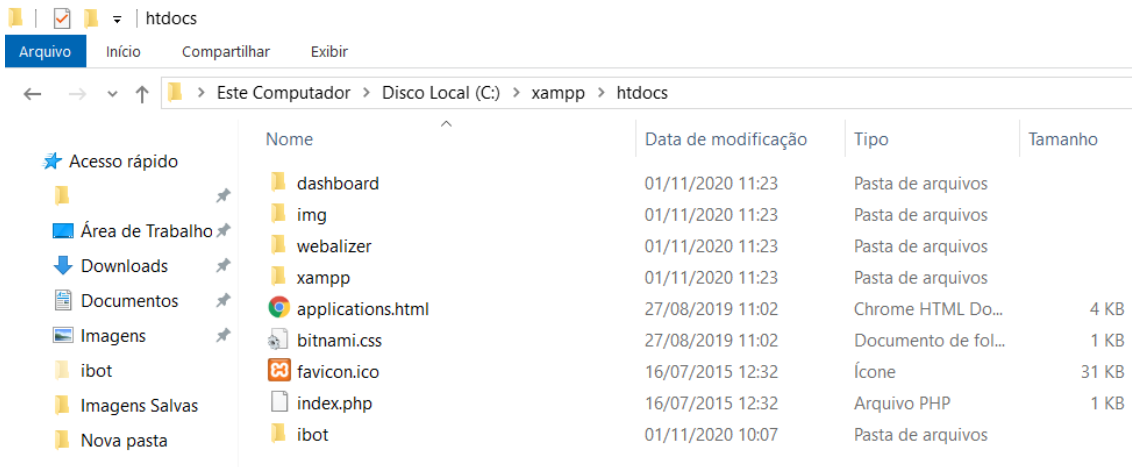 htdocs
Arquivo Início Compartilhar Exibir
Este Computador > Disco Local (C:) > xampp > htdocs
Nome Data de modificação Tipo Tamanho
Acesso rápido
Área de Trabalho
Downloads
Documentos
Imagens
ibot
Imagens Salvas
Nova pasta
dashboard 01/11/2020 11:23 Pasta de arquivos
img 01/11/2020 11:23 Pasta de arquivos
webalizer 01/11/2020 11:23 Pasta de arquivos
xampp 01/11/2020 11:23 Pasta de arquivos
applications.html 27/08/2019 11:02 Chrome HTML Do... 4 KB
bitnami.css 27/08/2019 11:02 Documento de fol... 1 KB
favicon.ico 16/07/2015 12:32 Ícone 31 KB
index.php 16/07/2015 12:32 Arquivo PHP 1 KB
ibot 01/11/2020 10:07 Pasta de arquivos